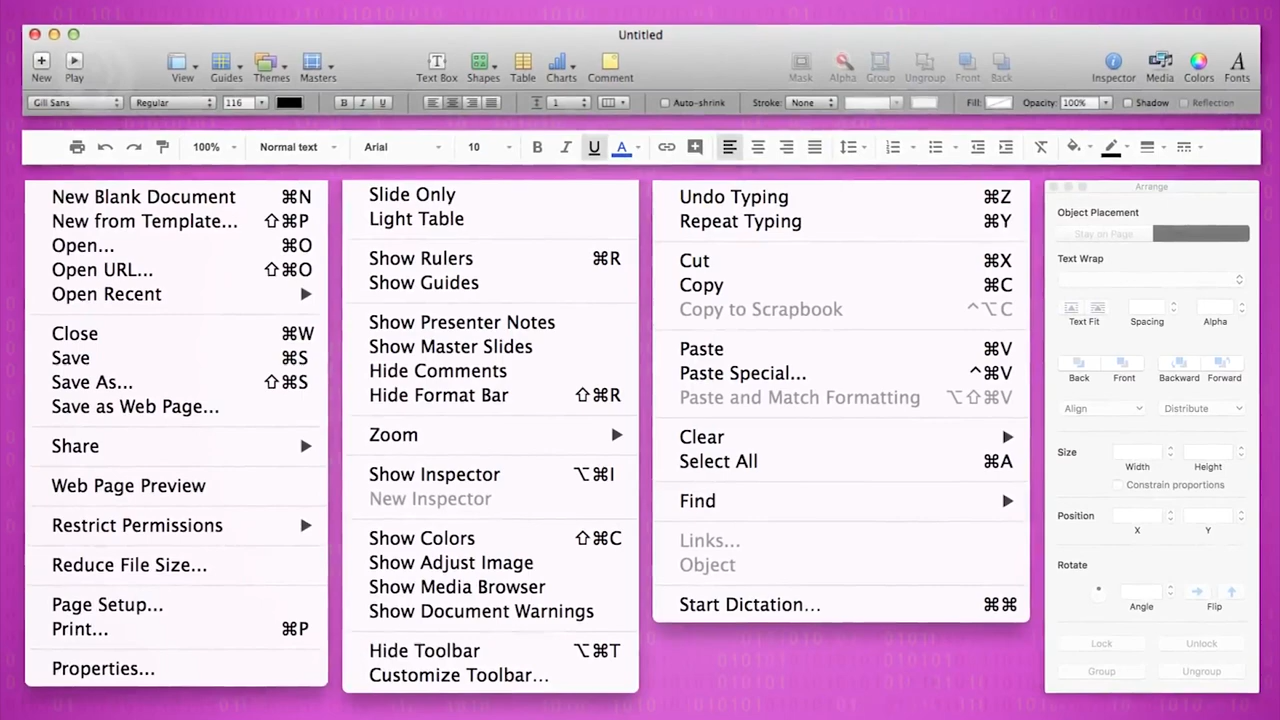 Untitled
New Play View Guides Themes Masters Text Box Shapes Table Charts Comment Mask Alpha Group Ungroup Front Back Inspector Media Colors Fonts
Gill Sans Regular 116 B I U 1 Auto-shrink Stroke: None Fill: Opacity: 100% Shadow Reflection
100% Normal text Arial 10 B I U A
New Blank Document ⌘N
New from Template... ⇧⌘P
Open... ⌘O
Open URL... ⇧⌘O
Open Recent
Close ⌘W
Save ⌘S
Save As... ⇧⌘S
Save as Web Page...
Share
Web Page Preview
Restrict Permissions
Reduce File Size...
Page Setup...
Print... ⌘P
Properties...
Slide Only
Light Table
Show Rulers ⌘R
Show Guides
Show Presenter Notes
Show Master Slides
Hide Comments
Hide Format Bar ⇧⌘R
Zoom
Show Inspector ⌥⌘I
New Inspector
Show Colors ⇧⌘C
Show Adjust Image
Show Media Browser
Show Document Warnings
Hide Toolbar ⌥⌘T
Customize Toolbar...
Undo Typing ⌘Z
Repeat Typing ⌘Y
Cut ⌘X
Copy ⌘C
Copy to Scrapbook ^⌥C
Paste ⌘V
Paste Special... ^⌘V
Paste and Match Formatting ⌥⇧⌘V
Clear
Select All ⌘A
Find
Links...
Object
Start Dictation... ⌘⌘
Arrange
Object Placement
Stay on Page
Text Wrap
Text Fit Spacing Alpha
Back Front Backward Forward
Align Distribute
Size
Width Height
Constrain proportions
Position
X Y
Rotate
Angle Flip
Lock Unlock
Group Ungroup